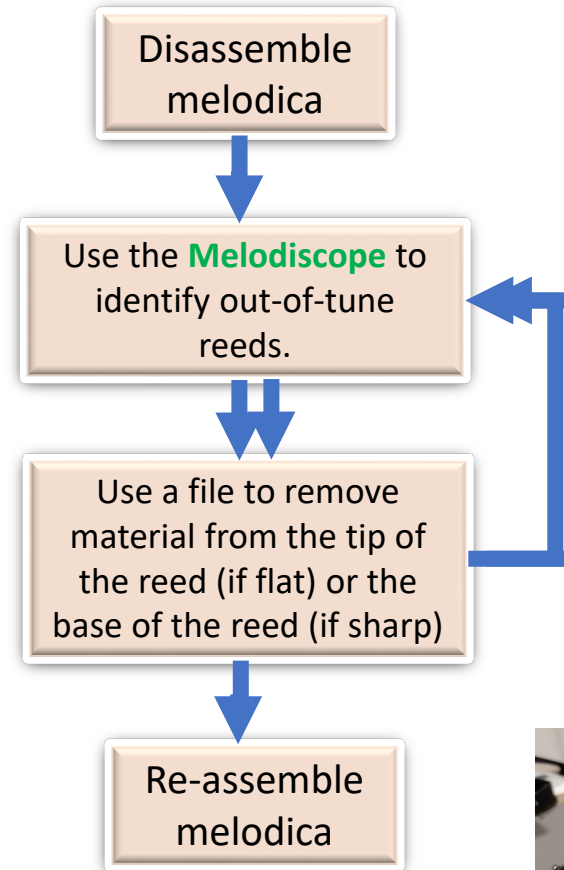 Disassemble
melodica
Use the Melodiscope to
identify out-of-tune
reeds.
Use a file to remove
material from the tip of
the reed (if flat) or the
base of the reed (if sharp)
Re-assemble
melodica